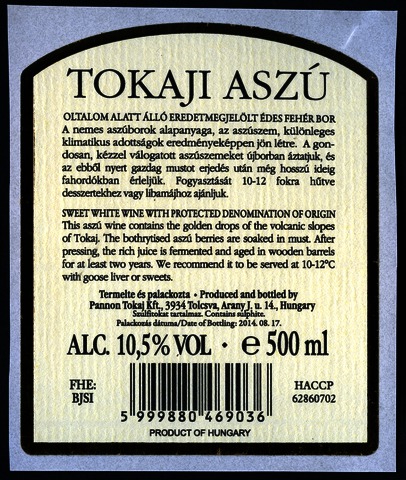 TOKAJI ASZÚ
OLTALOM ALATT ÁLLÓ EREDETMEGJELÖLT ÉDES FEHÉR BOR
A nemes aszúborok alapanyaga, az aszúszem, különleges
klimatikus adottságok eredményeképpen jön létre. A gon-
dosan, kézzel válogatott aszúszemeket újborban áztatjuk, és
az ebből nyert gazdag mustot erjedés után még hosszú ideig
fahordókban érleljük. Fogyasztását 10-12 fokra hűtve
desszertekhez vagy libamájhoz ajánljuk.
SWEET WHITE WINE WITH PROTECTED DENOMINATION OF ORIGIN
This aszú wine contains the golden drops of the volcanic slopes
of Tokaj. The bothrytised aszú berries are soaked in must. After
pressing, the rich juice is fermented and aged in wooden barrels
for at least two years. We recommend it to be served at 10-12°C
with goose liver or sweets.
Termelte és palackozta • Produced and bottled by
Pannon Tokaj Kft., 3934 Tolcsva, Arany J. u. 14., Hungary
Szulfitokat tartalmaz. Contains sulphite.
Palackozás dátuma/Date of Bottling: 2014. 08. 17.
ALC. 10,5% VOL • e 500 ml
FHE: HACCP
BJSI 62860702
5 999880 469036
PRODUCT OF HUNGARY